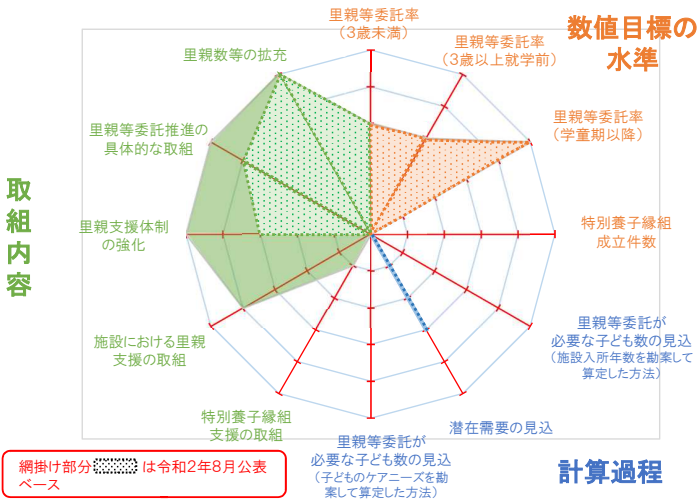 里親等委託率
（3歳未満）
数値目標の
水準
里親等委託率
（3歳以上就学前）
里親数等の拡充
里親等委託率
（学童期以降）
里親等委託推進の
具体的な取組
取組内容
里親支援体制
の強化
特別養子縁組
成立件数
施設における里親
支援の取組
里親等委託が
必要な子ども数の見込
（施設入所年数を勘案して
算定した方法）
特別養子縁組
支援の取組
潜在需要の見込
里親等委託が
必要な子ども数の見込
（子どものケアニーズを勘
案して算定した方法）
計算過程
網掛け部分 は令和2年8月公表
ベース